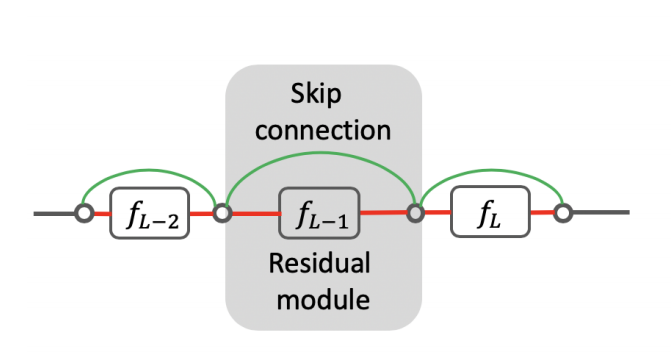 Skip
connection
f_{L-2} f_{L-1} f_L
Residual
module